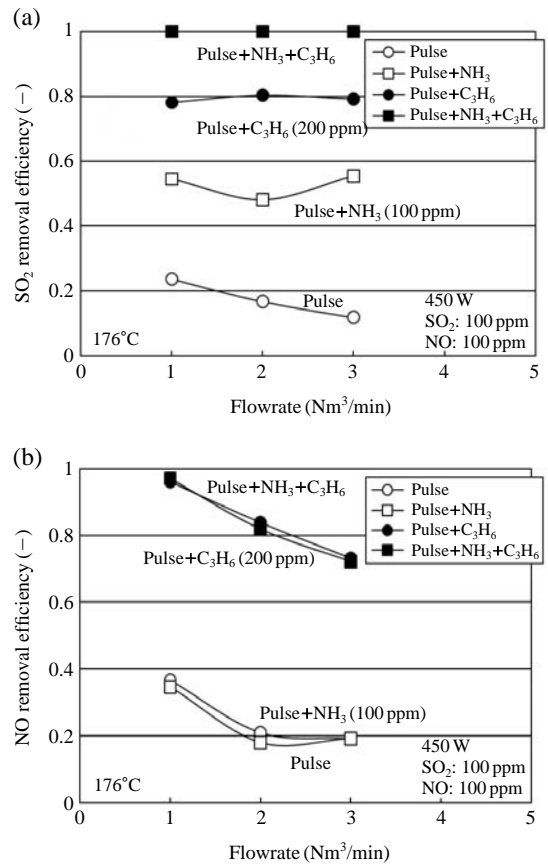 (a)
1
0.8
0.6
0.4
0.2
0
SO₂ removal efficiency (−)
Pulse+NH₃+C₃H₆
Pulse+C₃H₆ (200 ppm)
Pulse+NH₃ (100 ppm)
Pulse
Pulse
Pulse+NH₃
Pulse+C₃H₆
Pulse+NH₃+C₃H₆
176°C
450 W
SO₂: 100 ppm
NO: 100 ppm
0 1 2 3 4 5
Flowrate (Nm³/min)
(b)
1
0.8
0.6
0.4
0.2
0
NO removal efficiency (−)
Pulse+NH₃+C₃H₆
Pulse+C₃H₆ (200 ppm)
Pulse+NH₃ (100 ppm)
Pulse
Pulse
Pulse+NH₃
Pulse+C₃H₆
Pulse+NH₃+C₃H₆
176°C
450 W
SO₂: 100 ppm
NO: 100 ppm
0 1 2 3 4 5
Flowrate (Nm³/min)